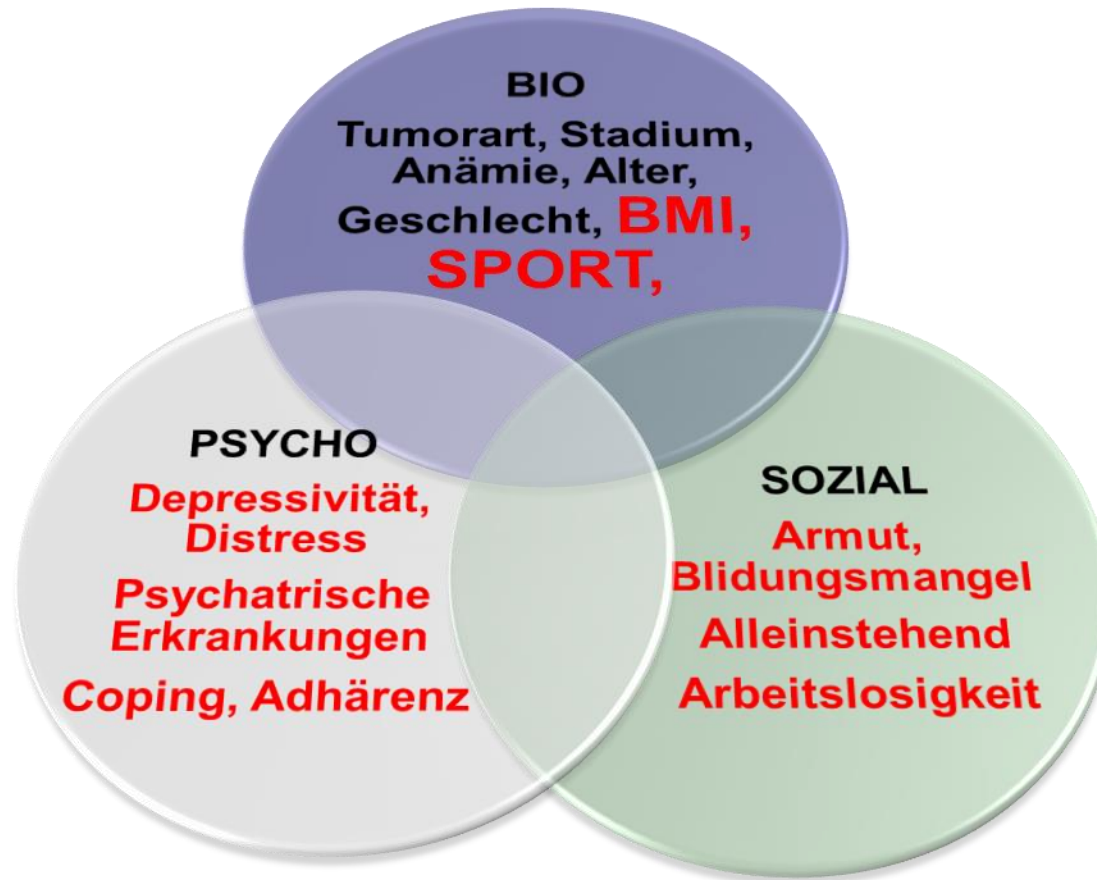 BIO
Tumorart, Stadium,
Anämie, Alter,
Geschlecht, BMI,
SPORT,
PSYCHO
Depressivität,
Distress
Psychatrische
Erkrankungen
Coping, Adhärenz
SOZIAL
Armut,
Blidungsmangel
Alleinstehend
Arbeitslosigkeit